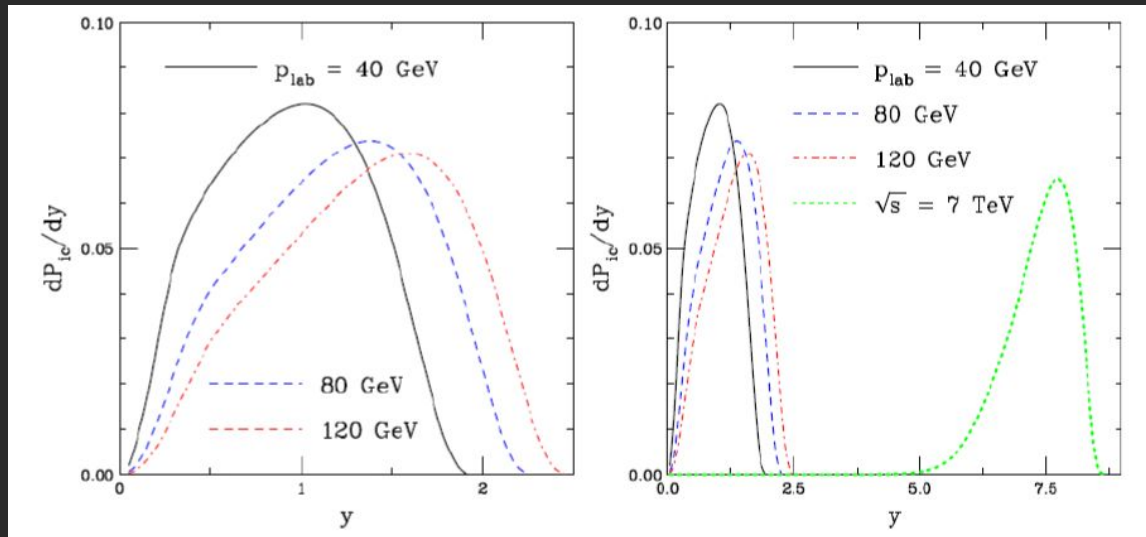 0.10
0.05
0.00
dP_ic/dy
p_lab = 40 GeV
80 GeV
120 GeV
0 1 2
y
0.10
0.05
0.00
dP_ic/dy
p_lab = 40 GeV
80 GeV
120 GeV
√s = 7 TeV
0.0 2.5 5.0 7.5
y